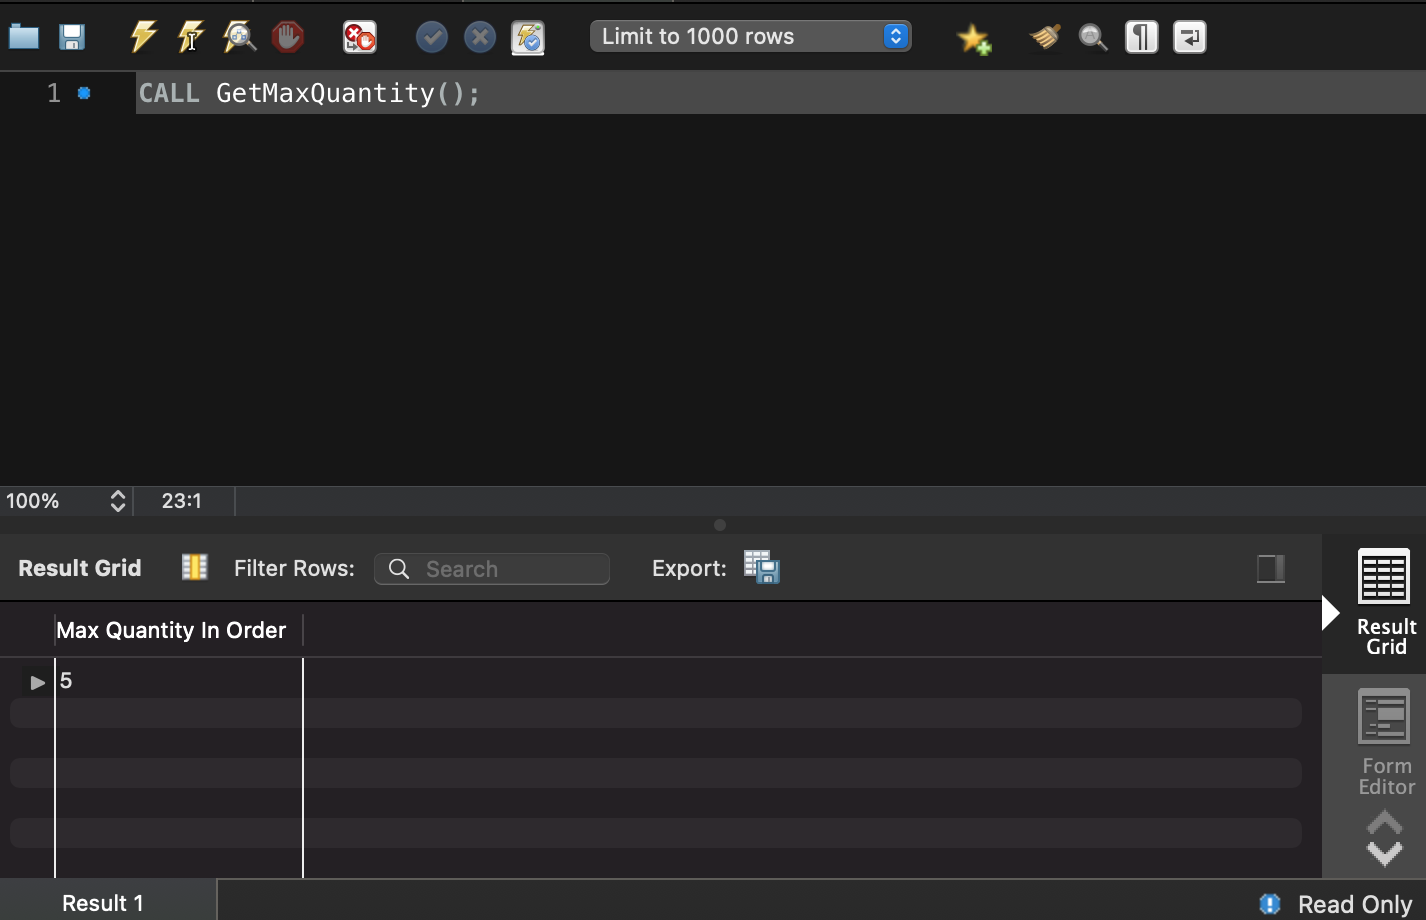 Limit to 1000 rows
1 CALL GetMaxQuantity();
100% 23:1
Result Grid Filter Rows: Search Export:
Max Quantity In Order
5
Result
Grid
Form
Editor
Result 1 Read Only